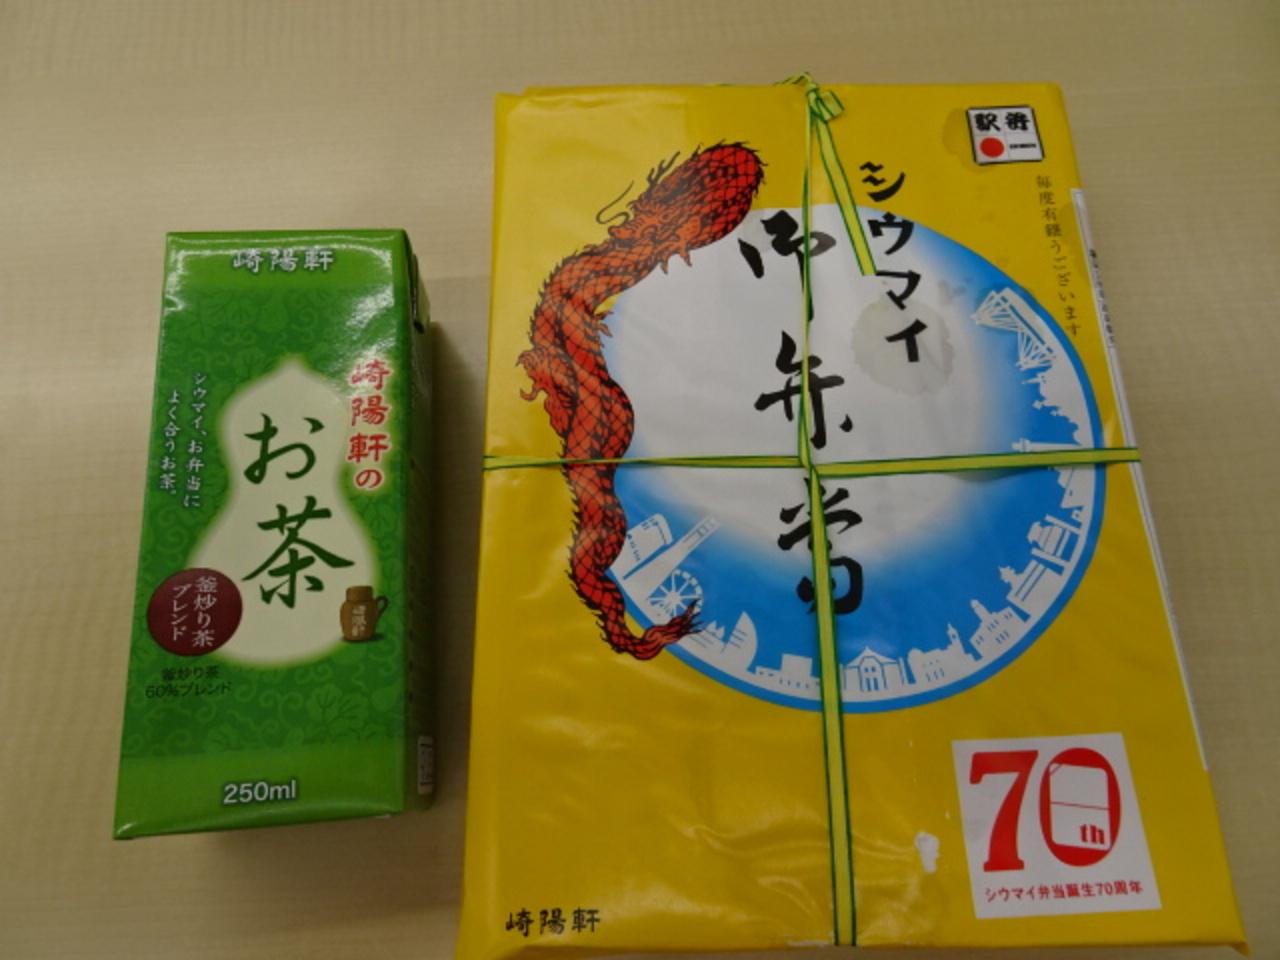 崎陽軒
崎陽軒の
お茶
シウマイ、お弁当に
よく合うお茶。
釜炒り茶
ブレンド
釜炒り茶
60%ブレンド
250ml
駅弁
毎度有難うございます
シウマイ
御弁当
70th
シウマイ弁当誕生70周年
崎陽軒